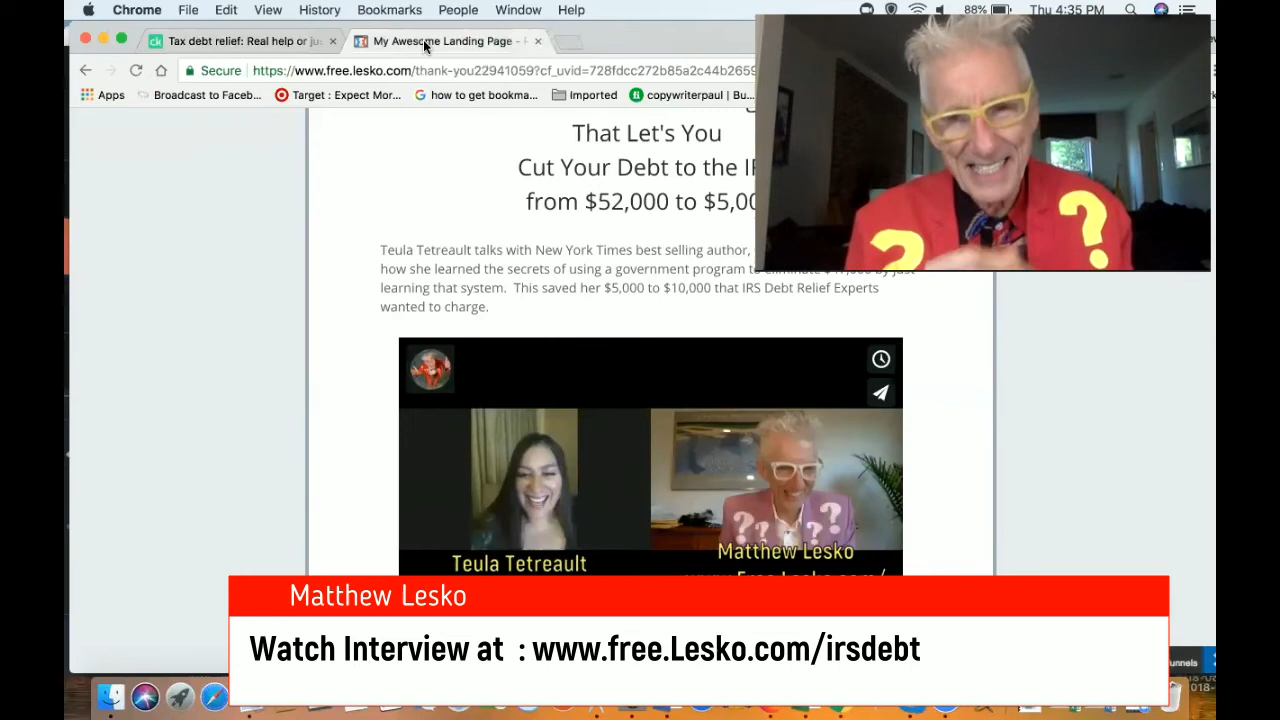 Chrome File Edit View History Bookmarks People Window Help 88% Thu 4:35 PM
Tax debt relief: Real help or jus My Awesome Landing Page -
Secure https://www.free.lesko.com/thank-you22941059?cf_uvid=728fdcc272b85a2c44b2659
Apps Broadcast to Faceb... Target : Expect Mor... how to get bookma... Imported copywriterpaul | Bu...
That Let's You
Cut Your Debt to the
from $52,000 to
Teula Tetreault talks with New York Times best selling author,
how she learned the secrets of using a government program to eliminate by just
learning that system. This saved her $5,000 to $10,000 that IRS Debt Relief Experts
wanted to charge.
? ?
? ? ? ?
Teula Tetreault
Matthew Lesko
Matthew Lesko
Watch Interview at : www.free.Lesko.com/irsdebt